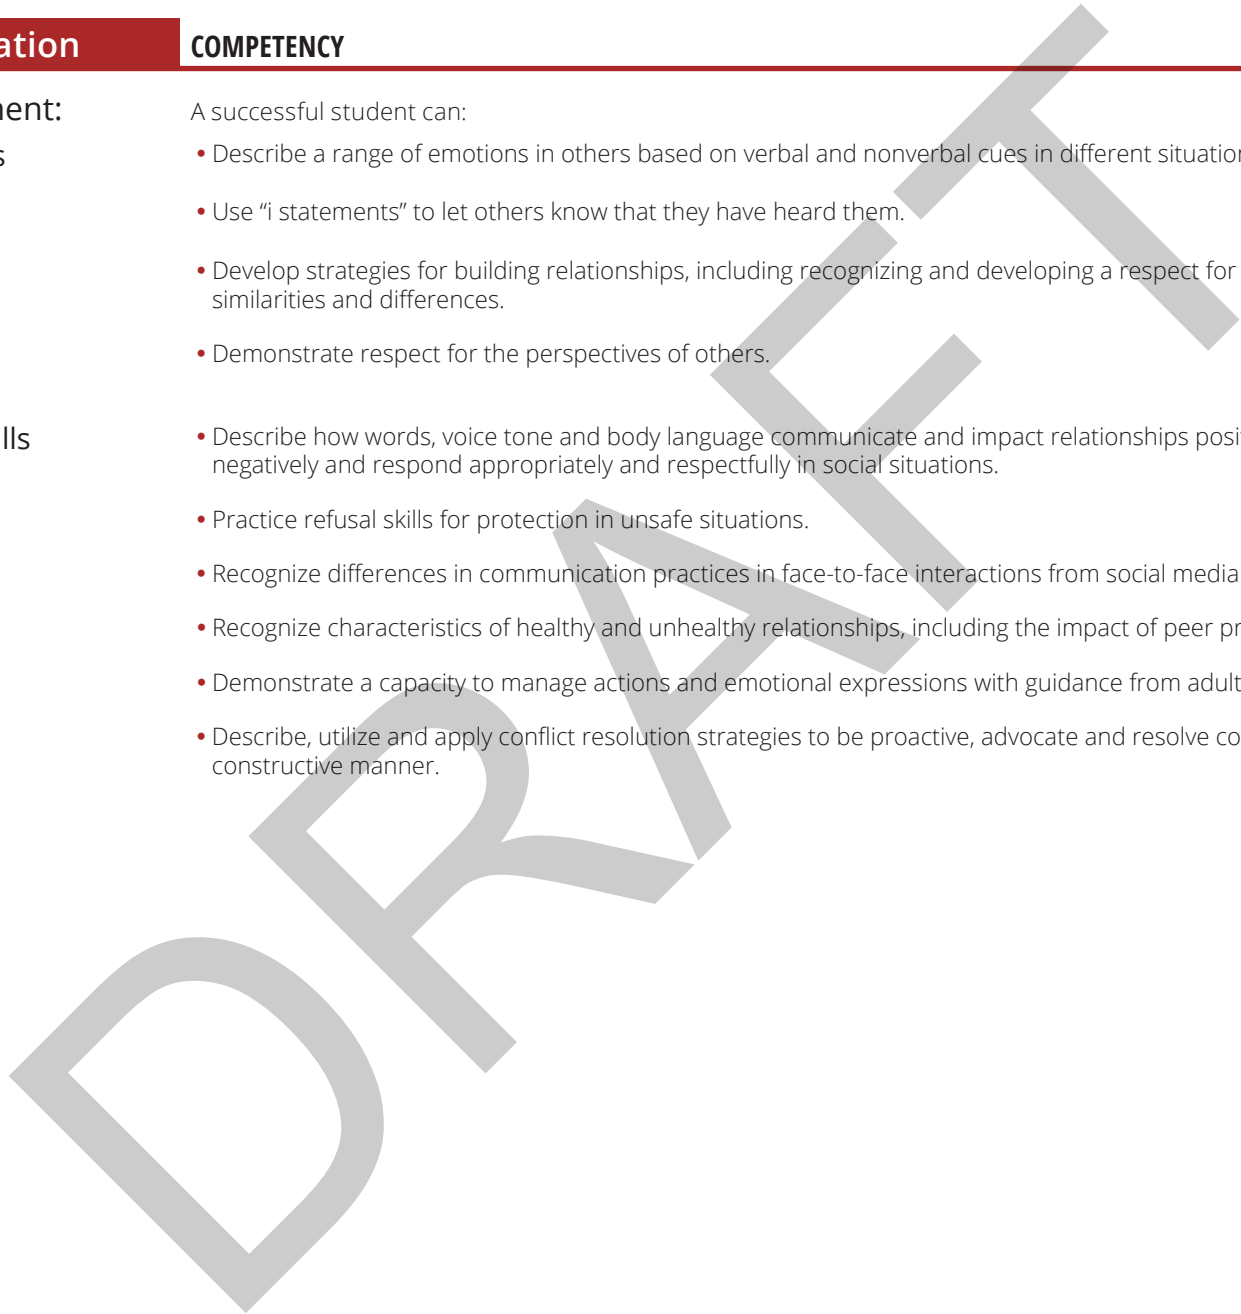 ation COMPETENCY
ment: A successful student can:
s • Describe a range of emotions in others based on verbal and nonverbal cues in different situation
• Use “i statements” to let others know that they have heard them.
• Develop strategies for building relationships, including recognizing and developing a respect for
similarities and differences.
• Demonstrate respect for the perspectives of others.
lls • Describe how words, voice tone and body language communicate and impact relationships posi
negatively and respond appropriately and respectfully in social situations.
• Practice refusal skills for protection in unsafe situations.
• Recognize differences in communication practices in face-to-face interactions from social media
• Recognize characteristics of healthy and unhealthy relationships, including the impact of peer pr
• Demonstrate a capacity to manage actions and emotional expressions with guidance from adult
• Describe, utilize and apply conflict resolution strategies to be proactive, advocate and resolve co
constructive manner.
DRAFT